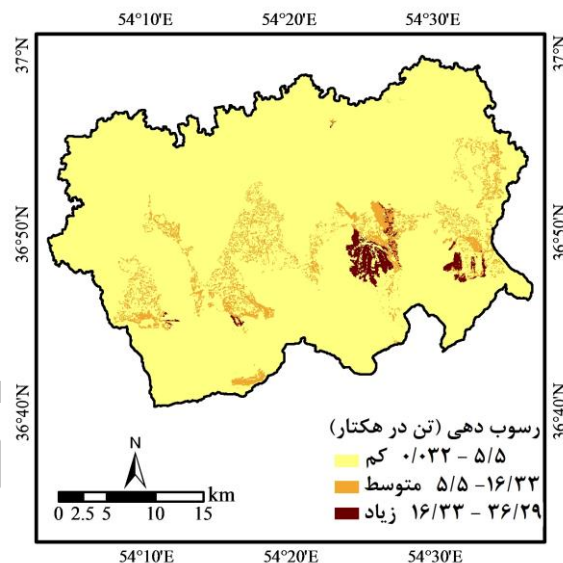 54°10'E 54°20'E 54°30'E
37°N 37°N
36°50'N 36°50'N
36°40'N 36°40'N
رسوب دهی (تن در هکتار)
کم ۰/۰۳۲ - ۵/۵
متوسط ۵/۵ -۱۶/۳۳
زیاد ۱۶/۳۳ - ۳۶/۲۹
N
km
0 2.5 5 10 15
54°10'E 54°20'E 54°30'E